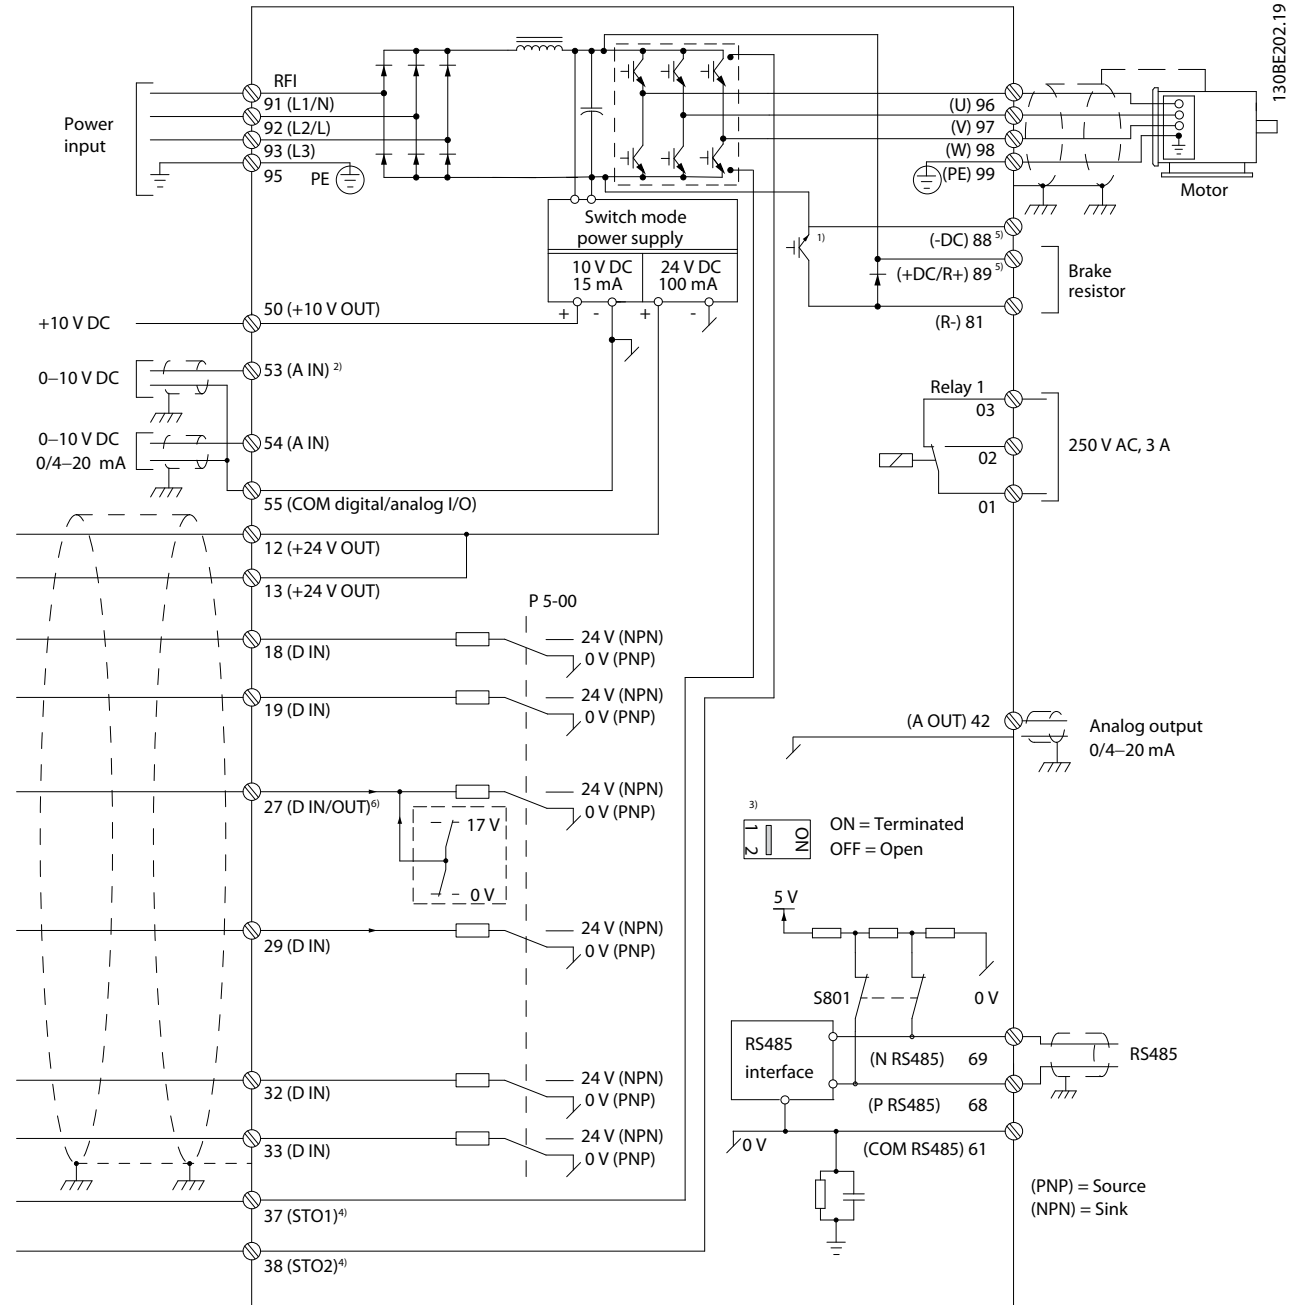 130BE202.19
RFI
91 (L1/N)
92 (L2/L)
93 (L3)
95
PE
Power
input
(U) 96
(V) 97
(W) 98
(PE) 99
Motor
Switch mode
power supply
10 V DC
15 mA
24 V DC
100 mA
+ - + -
1)
(-DC) 88 5)
(+DC/R+) 89 5)
(R-) 81
Brake
resistor
+10 V DC
50 (+10 V OUT)
0–10 V DC
53 (A IN) 2)
0–10 V DC
0/4–20 mA
54 (A IN)
55 (COM digital/analog I/O)
Relay 1
03
02
01
250 V AC, 3 A
12 (+24 V OUT)
13 (+24 V OUT)
P 5-00
18 (D IN)
24 V (NPN)
0 V (PNP)
19 (D IN)
24 V (NPN)
0 V (PNP)
(A OUT) 42
Analog output
0/4–20 mA
27 (D IN/OUT) 6)
24 V (NPN)
0 V (PNP)
17 V
0 V
3)
1 2
ON
ON = Terminated
OFF = Open
29 (D IN)
24 V (NPN)
0 V (PNP)
5 V
S801
0 V
RS485
interface
(N RS485) 69
(P RS485) 68
RS485
0 V
(COM RS485) 61
32 (D IN)
24 V (NPN)
0 V (PNP)
33 (D IN)
24 V (NPN)
0 V (PNP)
37 (STO1) 4)
38 (STO2) 4)
(PNP) = Source
(NPN) = Sink